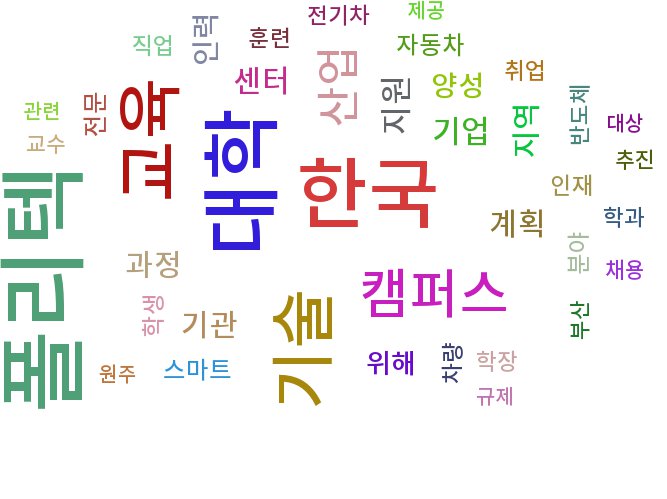 전기차
제공
직업
인력
훈련
자동차
센터
산업
지원
양성
취업
관련
전문
교육
기업
지역
반도체
대상
교수
대학
추진
폴리텍
한국
인재
계획
학과
과정
분야
채용
캠퍼스
학생
기관
기술
부산
원주
스마트
위해
차량
학장
규제